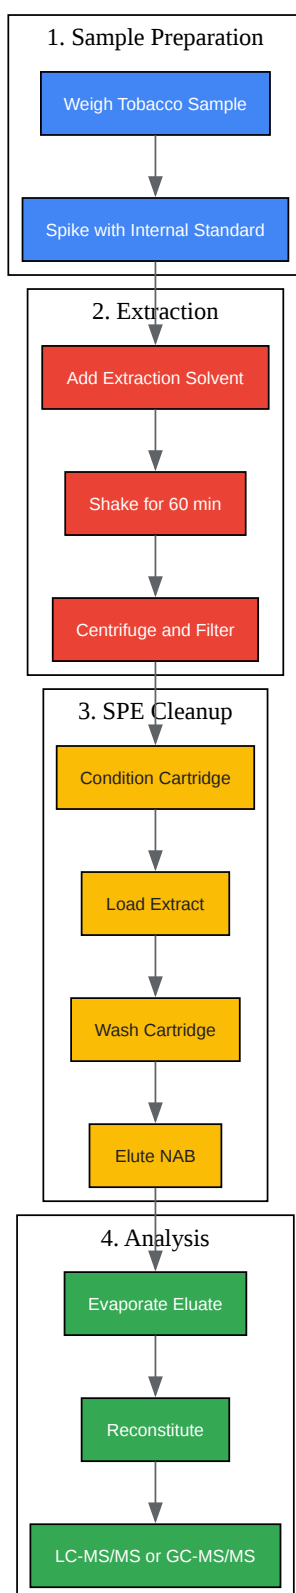 1. Sample Preparation
Weigh Tobacco Sample
Spike with Internal Standard
2. Extraction
Add Extraction Solvent
Shake for 60 min
Centrifuge and Filter
3. SPE Cleanup
Condition Cartridge
Load Extract
Wash Cartridge
Elute NAB
4. Analysis
Evaporate Eluate
Reconstitute
LC-MS/MS or GC-MS/MS